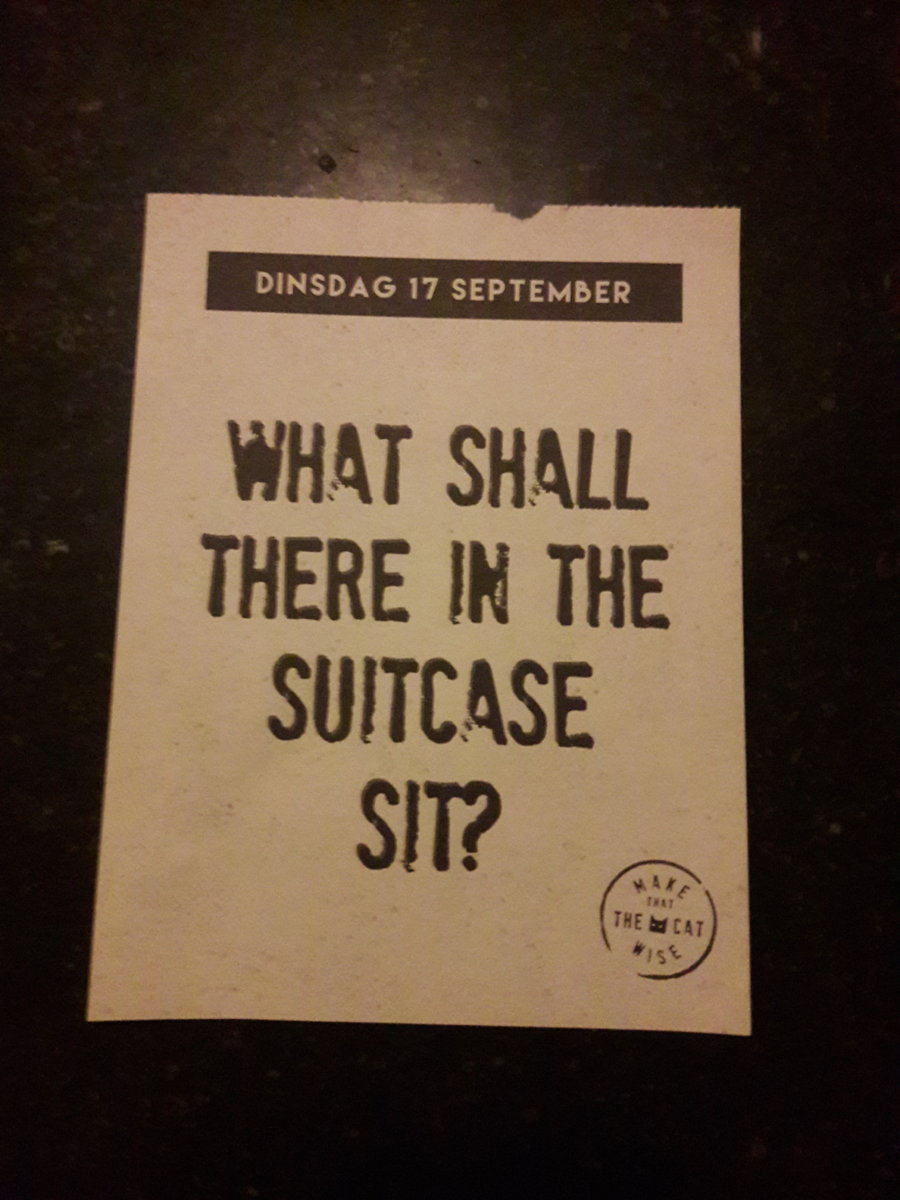 DINSDAG 17 SEPTEMBER
WHAT SHALL
THERE IN THE
SUITCASE
SIT?
MAKE
THAT
THE CAT
WISE